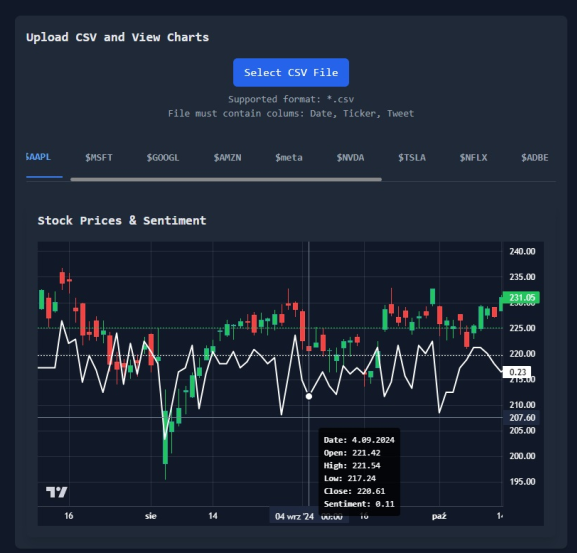 Upload CSV and View Charts
Select CSV File
Supported format: *.csv
File must contain colums: Date, Ticker, Tweet
$AAPL $MSFT $GOOGL $AMZN $meta $NVDA $TSLA $NFLX $ADBE
Stock Prices & Sentiment
240.00
235.00
231.05
230.00
225.00
220.00
0.23
215.00
210.00
207.60
205.00
200.00
195.00
Date: 4.09.2024
Open: 221.42
High: 221.54
Low: 217.24
Close: 220.61
Sentiment: 0.11
16 sie 14 04 wrz '24 00:00 16 paź